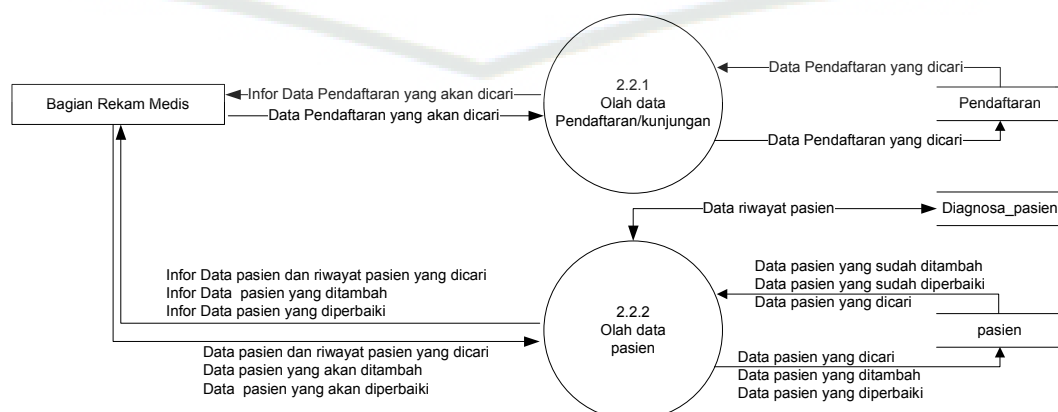 2.2.1
Olah data
Pendaftaran/kunjungan
Bagian Rekam Medis
Infor Data Pendaftaran yang akan dicari
Data Pendaftaran yang akan dicari
Data Pendaftaran yang dicari
Pendaftaran
Data Pendaftaran yang dicari
Data riwayat pasien
Diagnosa_pasien
Infor Data pasien dan riwayat pasien yang dicari
Infor Data pasien yang ditambah
Infor Data pasien yang diperbaiki
Data pasien dan riwayat pasien yang dicari
Data pasien yang akan ditambah
Data pasien yang akan diperbaiki
2.2.2
Olah data
pasien
Data pasien yang sudah ditambah
Data pasien yang sudah diperbaiki
Data pasien yang dicari
pasien
Data pasien yang dicari
Data pasien yang ditambah
Data pasien yang diperbaiki